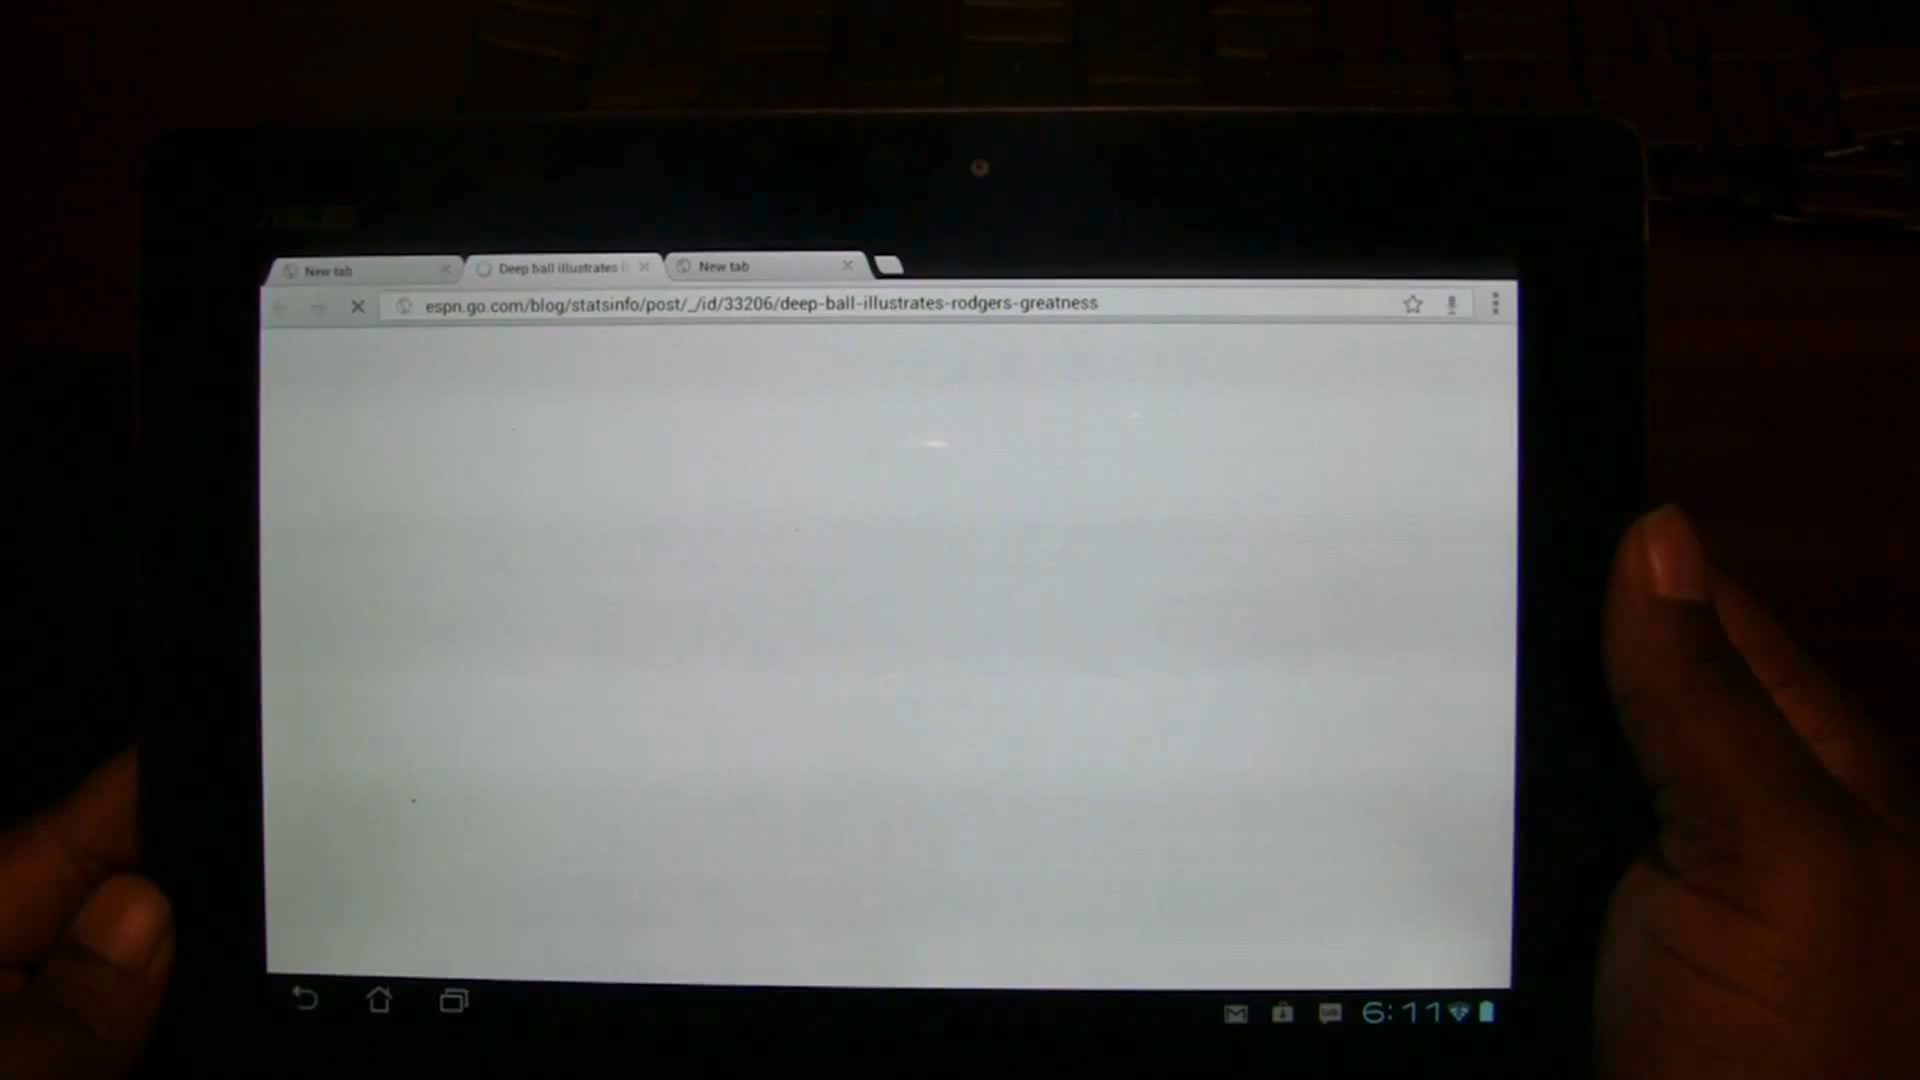 New tab Deep ball illustrates New tab
espn.go.com/blog/statsinfo/post/_/id/33206/deep-ball-illustrates-rodgers-greatness
6:11